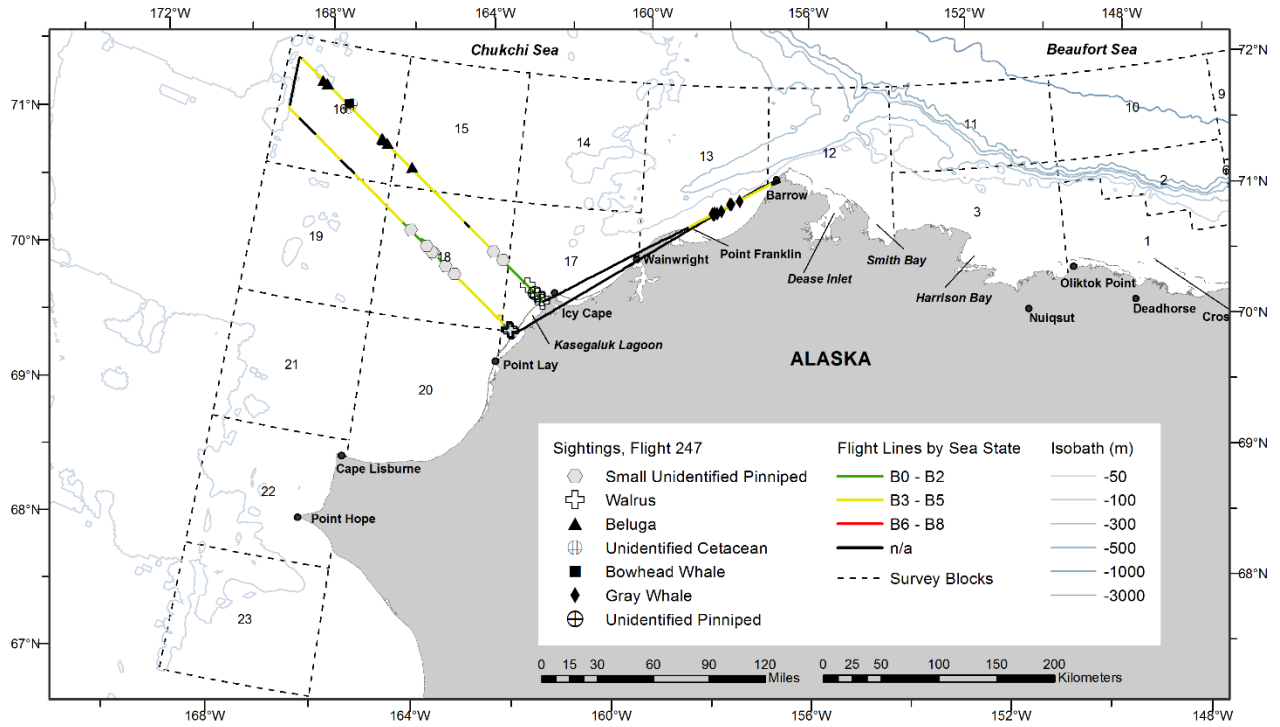 172°W 168°W 164°W 160°W 156°W 152°W 148°W
Chukchi Sea
Beaufort Sea
72°N
71°N
71°N
70°N
70°N
69°N
69°N
68°N
68°N
67°N
16
15
14
13
12
11
10
9
6
2
3
1
19
18
17
21
20
22
23
Barrow
Point Franklin
Wainwright
Dease Inlet
Smith Bay
Harrison Bay
Oliktok Point
Nuiqsut
Deadhorse
Cros
Icy Cape
Kasegaluk Lagoon
Point Lay
ALASKA
Cape Lisburne
Point Hope
Sightings, Flight 247
Small Unidentified Pinniped
Walrus
Beluga
Unidentified Cetacean
Bowhead Whale
Gray Whale
Unidentified Pinniped
Flight Lines by Sea State
B0 - B2
B3 - B5
B6 - B8
n/a
Survey Blocks
Isobath (m)
-50
-100
-300
-500
-1000
-3000
0 15 30 60 90 120
Miles
0 25 50 100 150 200
Kilometers
168°W 164°W 160°W 156°W 152°W 148°W